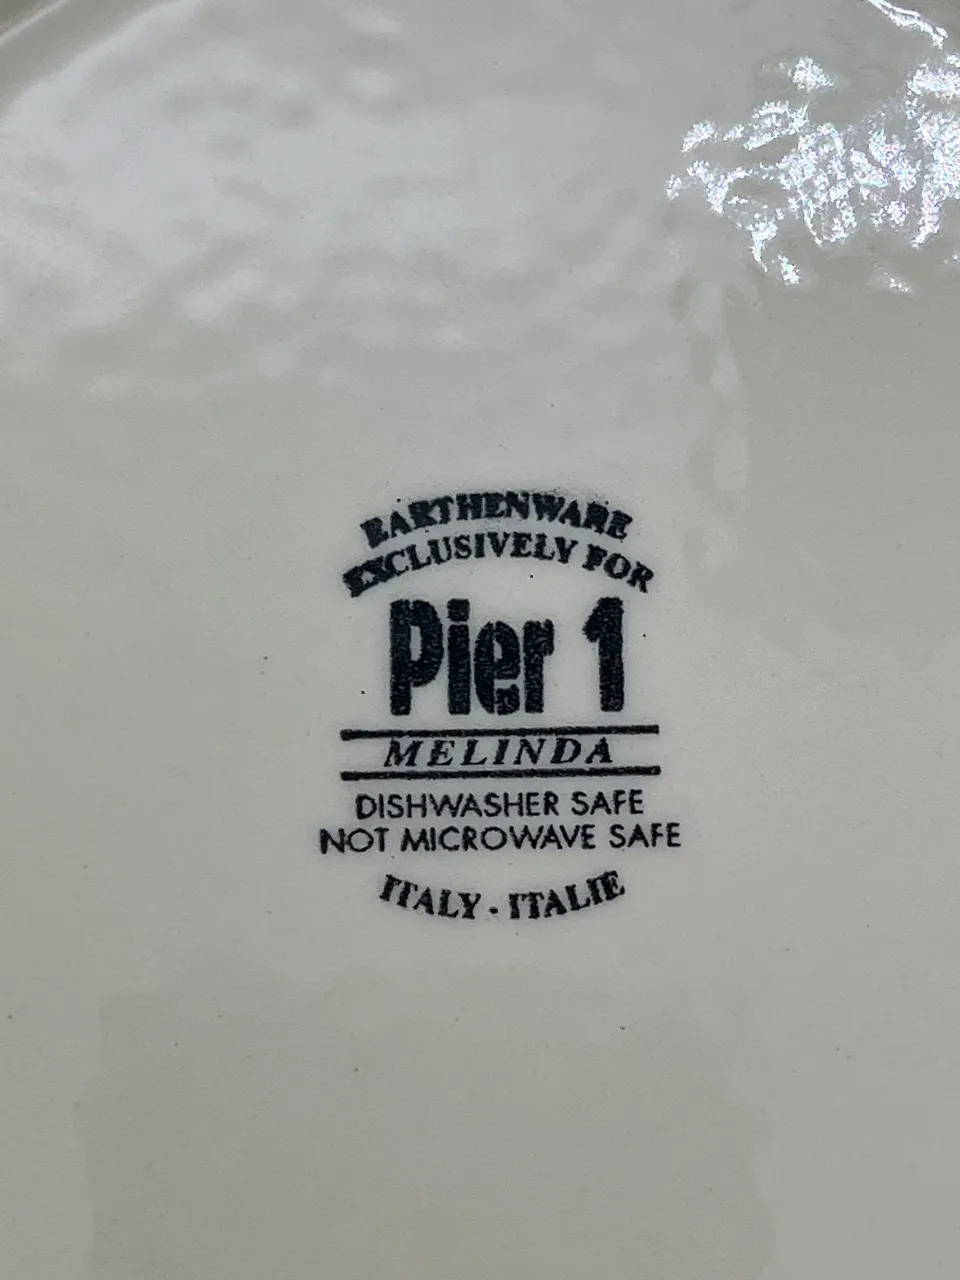 EARTHENWARE
EXCLUSIVELY FOR
Pier 1
MELINDA
DISHWASHER SAFE
NOT MICROWAVE SAFE
ITALY - ITALIE